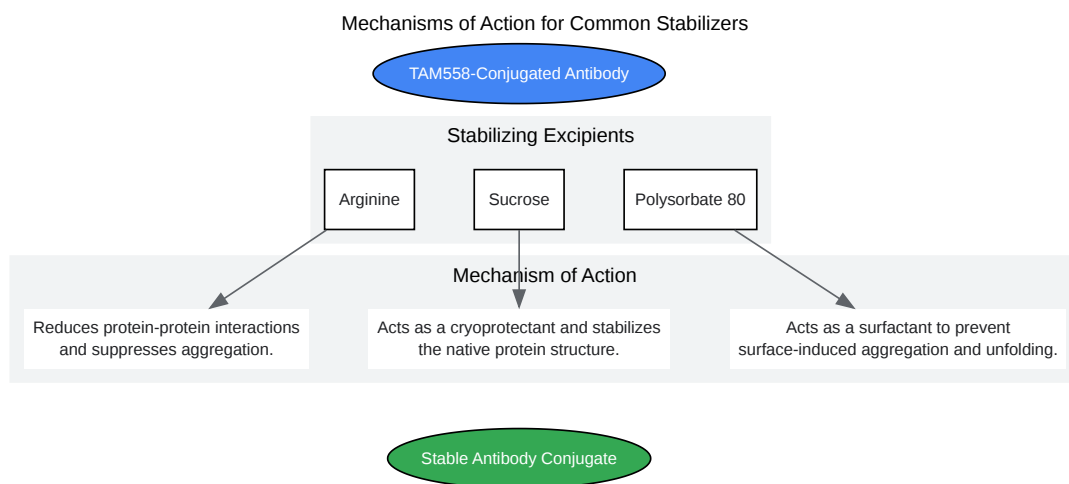 Mechanisms of Action for Common Stabilizers
TAM558-Conjugated Antibody
Stabilizing Excipients
Arginine
Sucrose
Polysorbate 80
Mechanism of Action
Reduces protein-protein interactions
and suppresses aggregation.
Acts as a cryoprotectant and stabilizes
the native protein structure.
Acts as a surfactant to prevent
surface-induced aggregation and unfolding.
Stable Antibody Conjugate